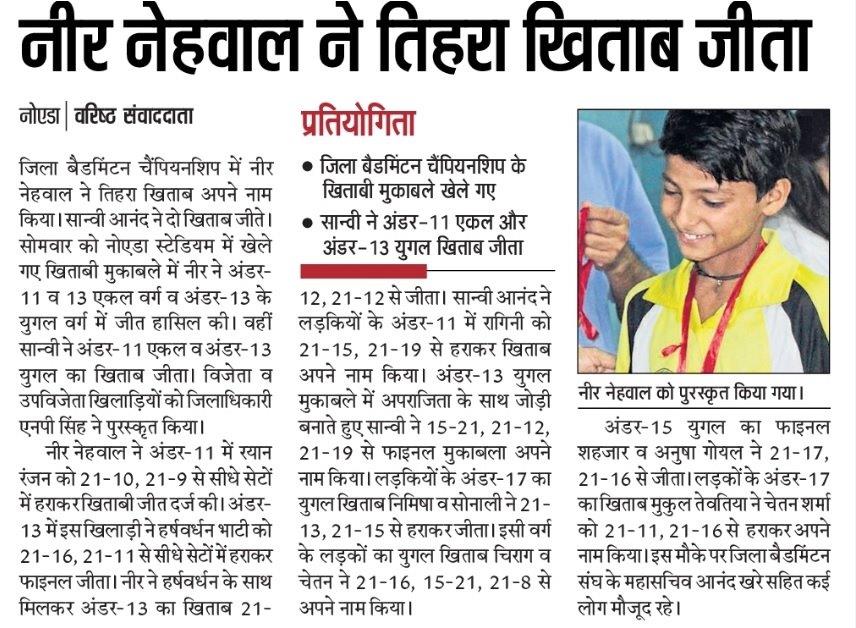 नीर नेहवाल ने तिहरा खिताब जीता
नोएडा | वरिष्ठ संवाददाता
जिला बैडमिंटन चैंपियनशिप में नीर
नेहवाल ने तिहरा खिताब अपने नाम
किया। सान्वी आनंद ने दो खिताब जीते।
सोमवार को नोएडा स्टेडियम में खेले
गए खिताबी मुकाबले में नीर ने अंडर-
11 व 13 एकल वर्ग व अंडर-13 के
युगल वर्ग में जीत हासिल की। वहीं
सान्वी ने अंडर-11 एकल व अंडर-13
युगल का खिताब जीता। विजेता व
उपविजेता खिलाड़ियों को जिलाधिकारी
एनपी सिंह ने पुरस्कृत किया।
नीर नेहवाल ने अंडर-11 में रयान
रंजन को 21-10, 21-9 से सीधे सेटों
में हराकर खिताबी जीत दर्ज की। अंडर-
13 में इस खिलाड़ी ने हर्षवर्धन भाटी को
21-16, 21-11 से सीधे सेटों में हराकर
फाइनल जीता। नीर ने हर्षवर्धन के साथ
मिलकर अंडर-13 का खिताब 21-
प्रतियोगिता
● जिला बैडमिंटन चैंपियनशिप के
खिताबी मुकाबले खेले गए
● सान्वी ने अंडर-11 एकल और
अंडर-13 युगल खिताब जीता
12, 21-12 से जीता। सान्वी आनंद ने
लड़कियों के अंडर-11 में रागिनी को
21-15, 21-19 से हराकर खिताब
अपने नाम किया। अंडर-13 युगल
मुकाबले में अपराजिता के साथ जोड़ी
बनाते हुए सान्वी ने 15-21, 21-12,
21-19 से फाइनल मुकाबला अपने
नाम किया। लड़कियों के अंडर-17 का
युगल खिताब निमिषा व सोनाली ने 21-
13, 21-15 से हराकर जीता। इसी वर्ग
के लड़कों का युगल खिताब चिराग व
चेतन ने 21-16, 15-21, 21-8 से
अपने नाम किया।
नीर नेहवाल को पुरस्कृत किया गया।
अंडर-15 युगल का फाइनल
शहजार व अनुषा गोयल ने 21-17,
21-16 से जीता। लड़कों के अंडर-17
का खिताब मुकुल तेवतिया ने चेतन शर्मा
को 21-11, 21-16 से हराकर अपने
नाम किया। इस मौके पर जिला बैडमिंटन
संघ के महासचिव आनंद खरे सहित कई
लोग मौजूद रहे।